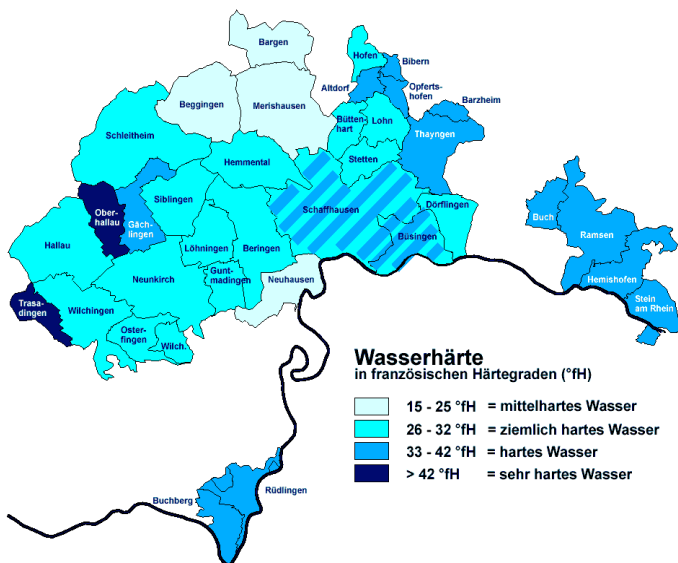 Bargen
Hofen
Bibern
Altdorf
Opferts-
hofen
Beggingen
Merishausen
Barzheim
Bütten-
hart
Lohn
Thayngen
Schleitheim
Hemmental
Stetten
Siblingen
Schaffhausen
Dörflingen
Ober-
hallau
Gäch-
lingen
Buch
Ramsen
Büsingen
Hallau
Löhningen
Beringen
Neunkirch
Gunt-
madingen
Neuhausen
Hemishofen
Trasa-
dingen
Wilchingen
Stein
am Rhein
Oster-
fingen
Wilch.
Wasserhärte
in französischen Härtegraden (°fH)
15 - 25 °fH = mittelhartes Wasser
26 - 32 °fH = ziemlich hartes Wasser
33 - 42 °fH = hartes Wasser
> 42 °fH = sehr hartes Wasser
Buchberg
Rüdlingen